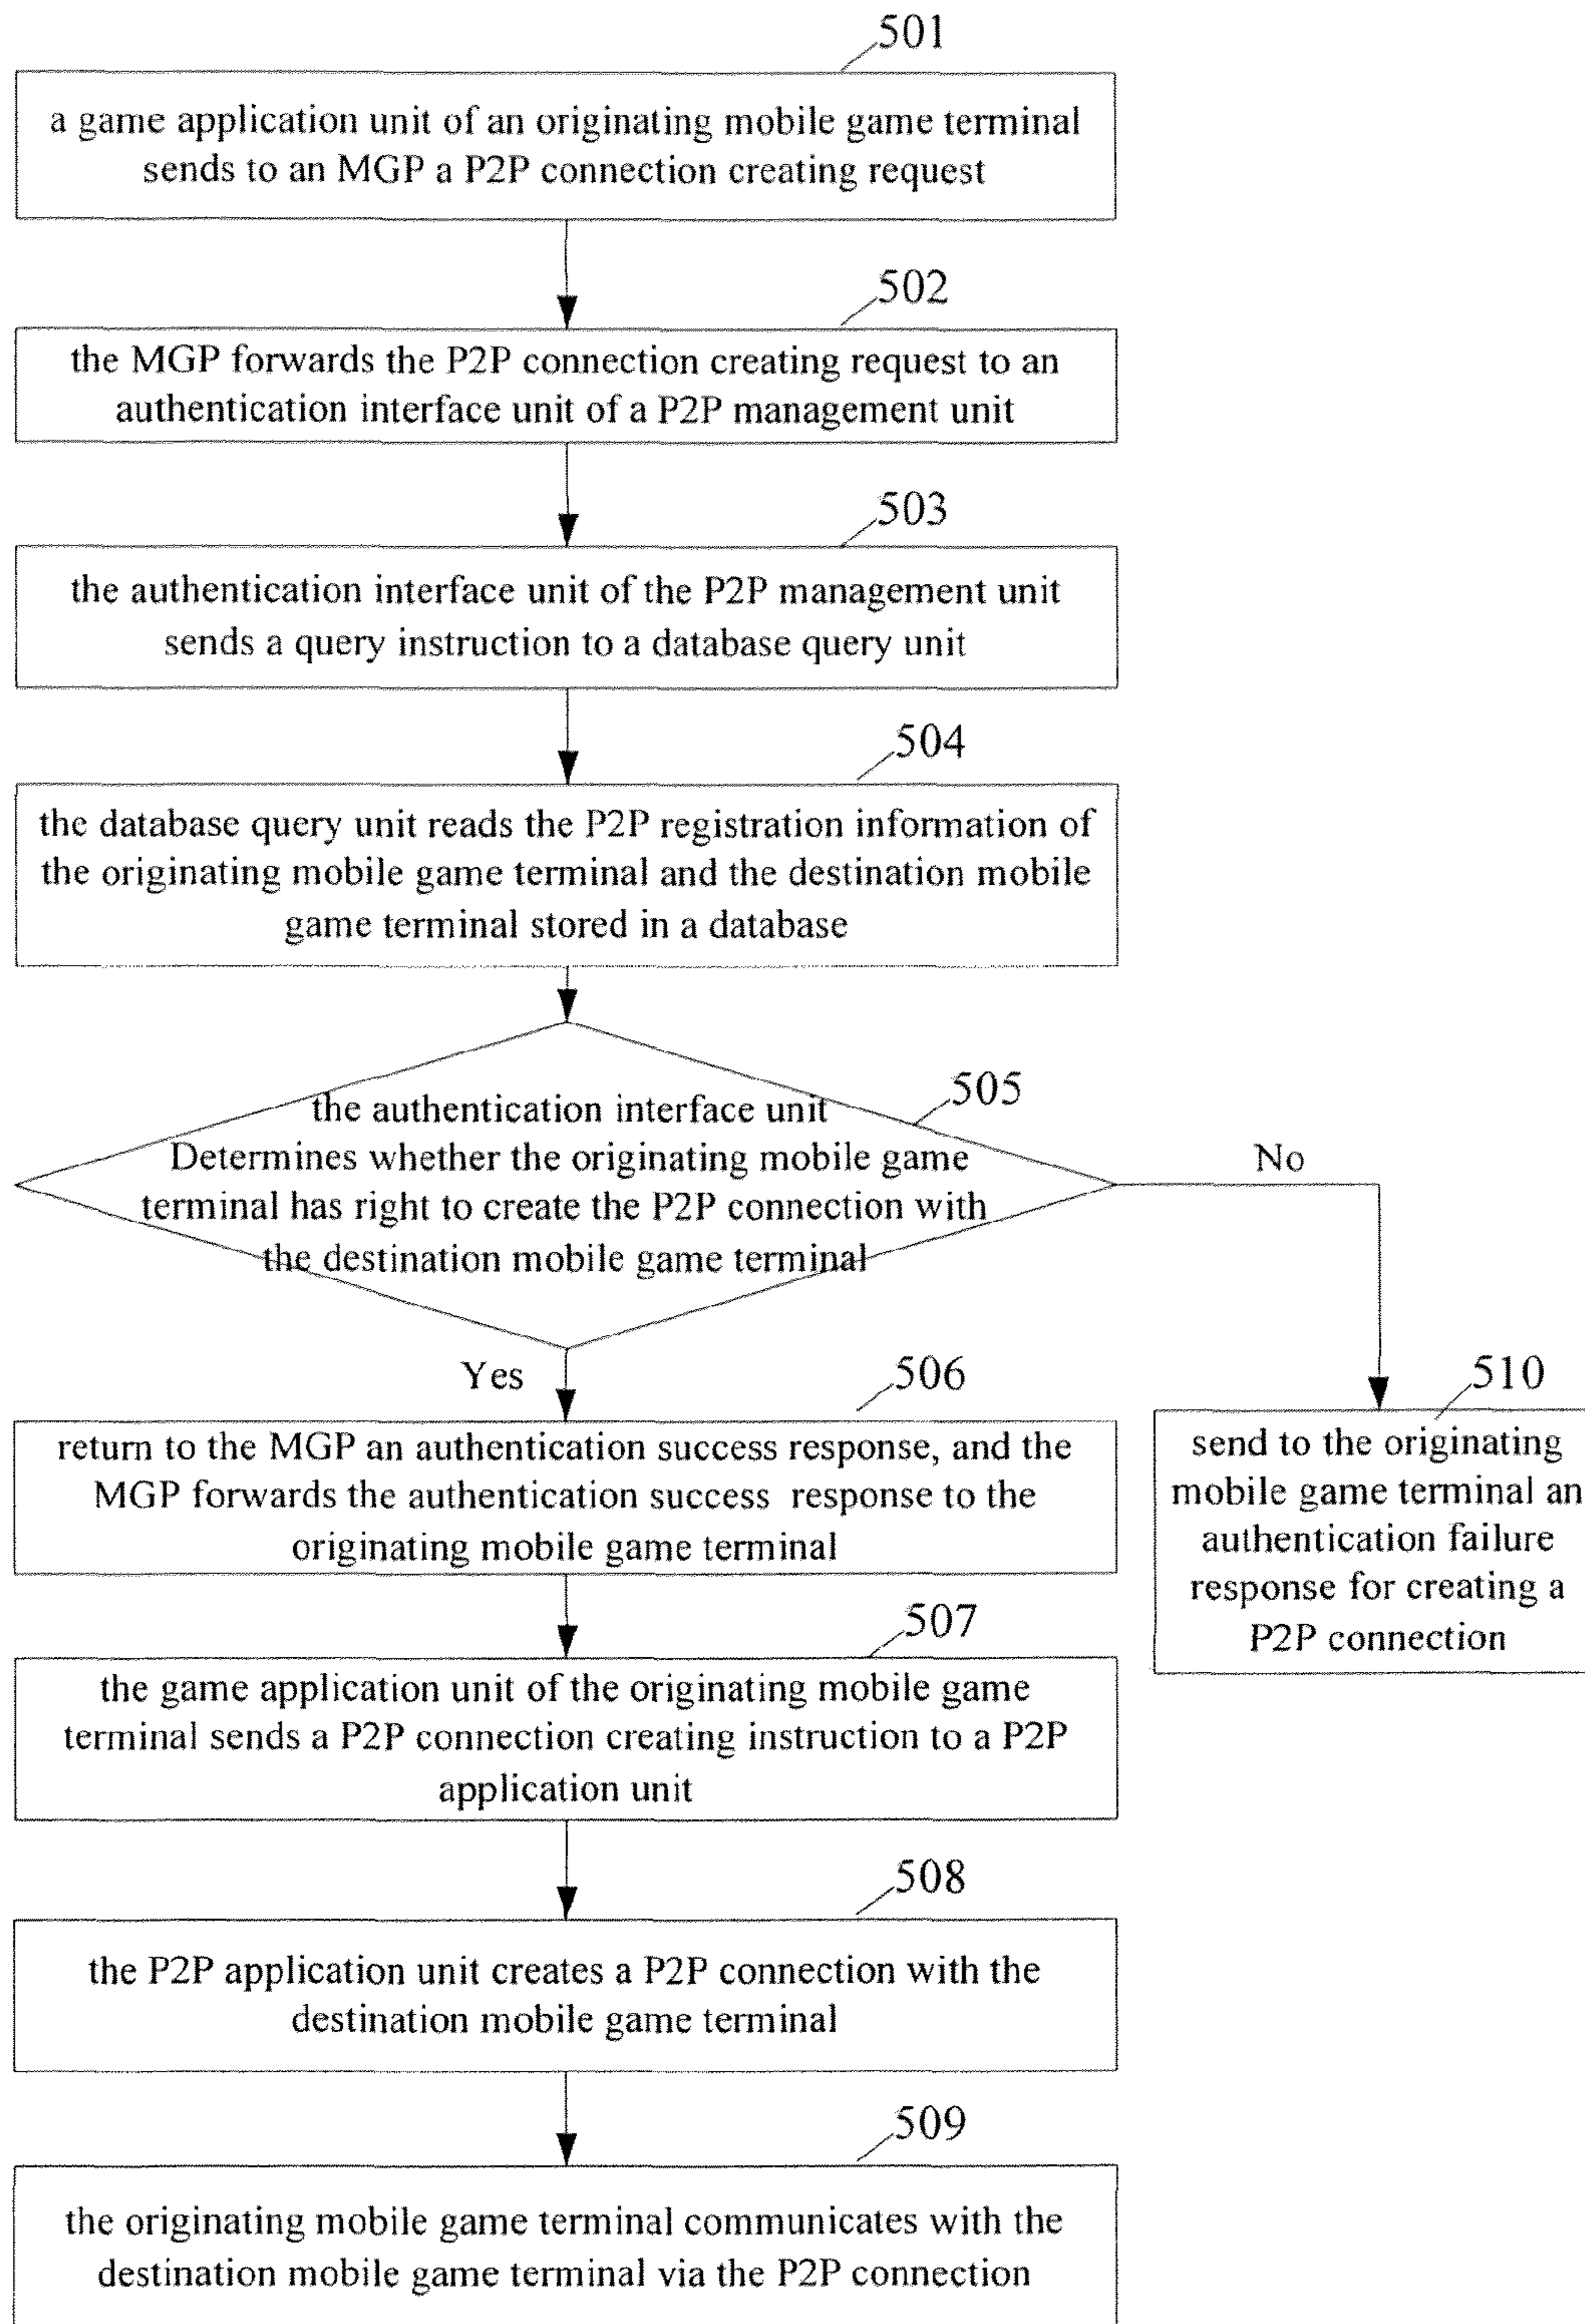 501
a game application unit of an originating mobile game terminal
sends to an MGP a P2P connection creating request
502
the MGP forwards the P2P connection creating request to an
authentication interface unit of a P2P management unit
503
the authentication interface unit of the P2P management unit
sends a query instruction to a database query unit
504
the database query unit reads the P2P registration information of
the originating mobile game terminal and the destination mobile
game terminal stored in a database
505
the authentication interface unit
Determines whether the originating mobile game
terminal has right to create the P2P connection with
the destination mobile game terminal
No
Yes
506
return to the MGP an authentication success response, and the
MGP forwards the authentication success response to the
originating mobile game terminal
510
send to the originating
mobile game terminal an
authentication failure
response for creating a
P2P connection
507
the game application unit of the originating mobile game
terminal sends a P2P connection creating instruction to a P2P
application unit
508
the P2P application unit creates a P2P connection with the
destination mobile game terminal
509
the originating mobile game terminal communicates with the
destination mobile game terminal via the P2P connection